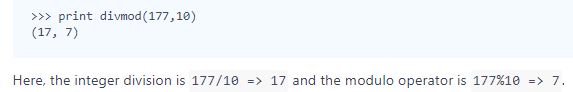 >>> print divmod(177,10)
(17, 7)
Here, the integer division is 177/10 => 17 and the modulo operator is 177%10 => 7.